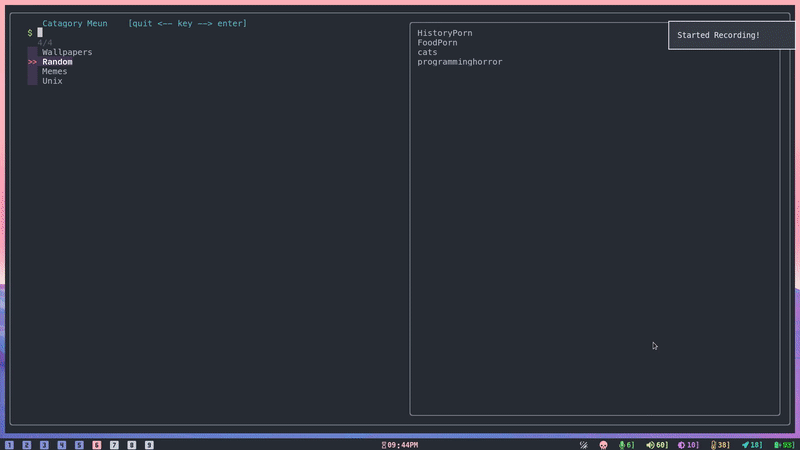 Catagory Meun [quit <-- key --> enter]
$
4/4
Wallpapers
>> Random
Memes
Unix
HistoryPorn
FoodPorn
cats
programminghorror
Started Recording!
1 2 3 4 5 6 7 8 9
09:44PM
6] 60] 10] 38] 18] 93]